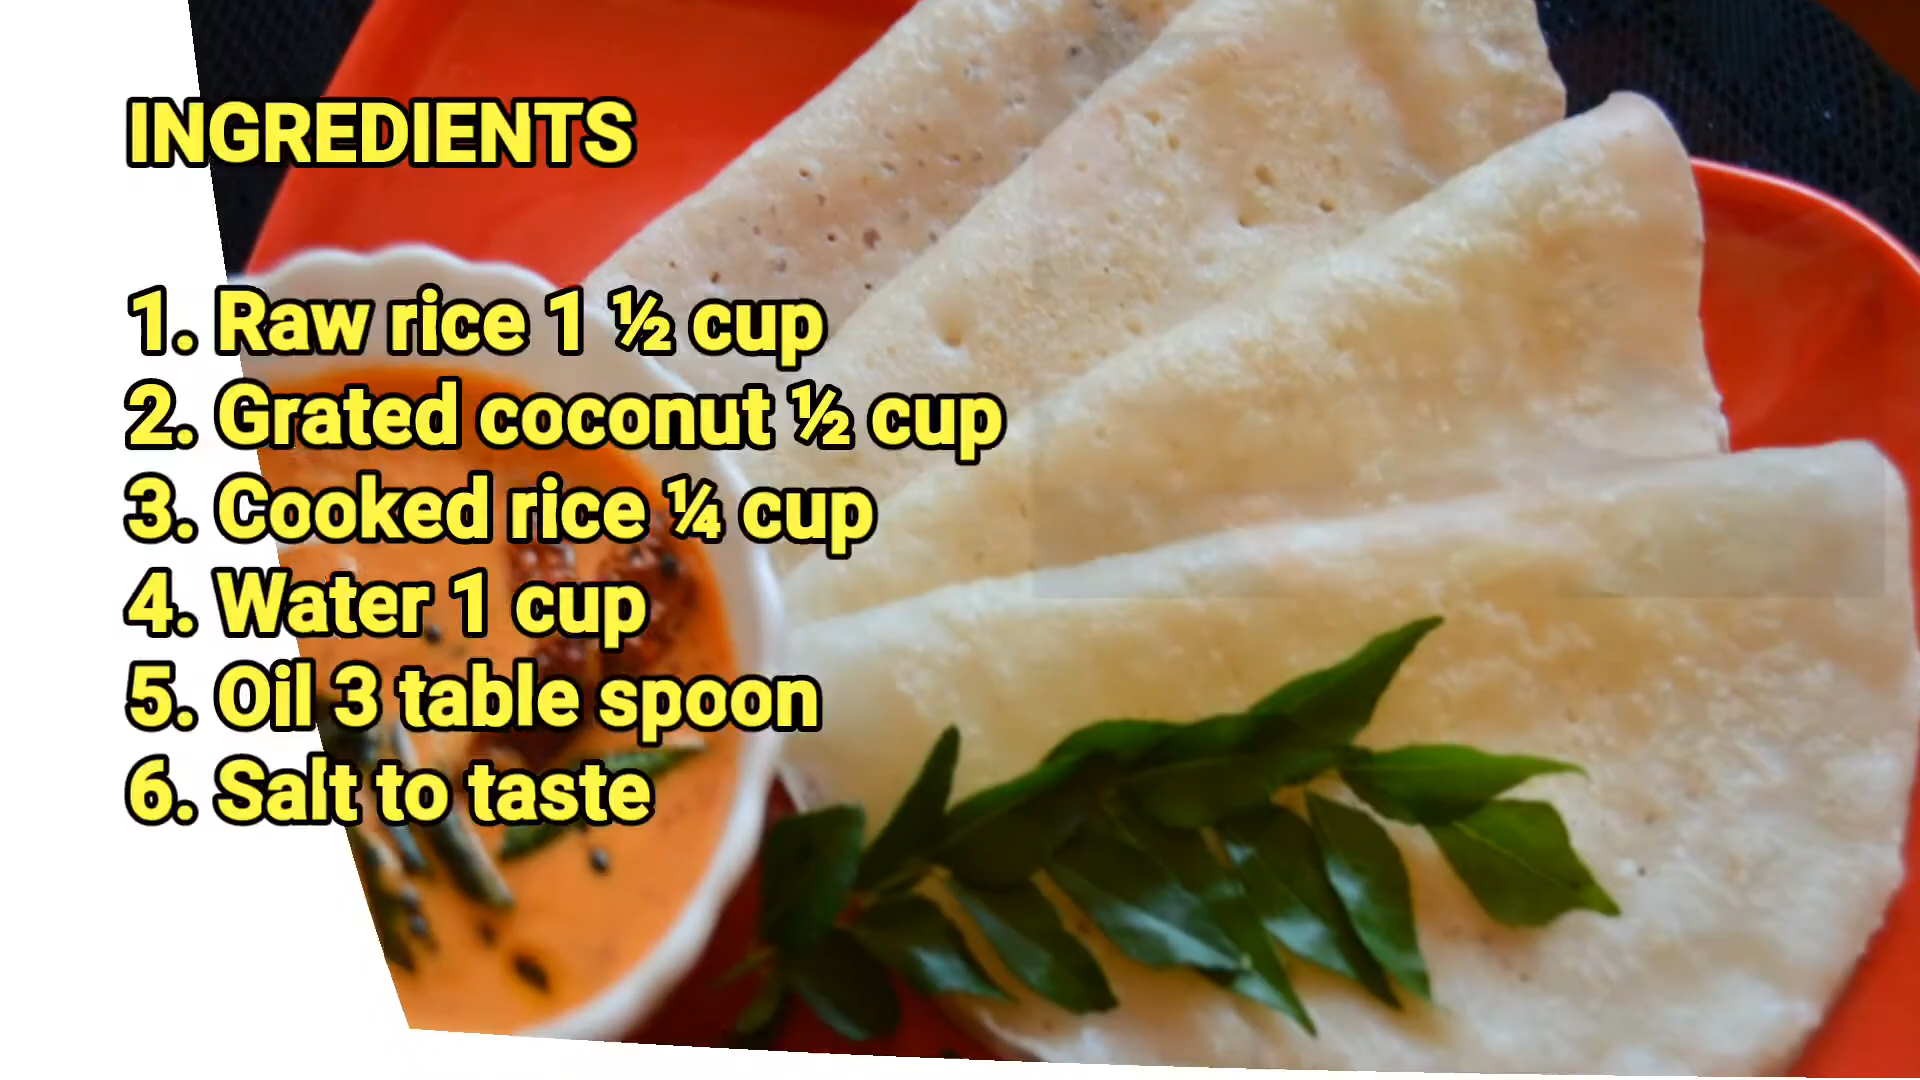 INGREDIENTS
1. Raw rice 1 ½ cup
2. Grated coconut ½ cup
3. Cooked rice ¼ cup
4. Water 1 cup
5. Oil 3 table spoon
6. Salt to taste